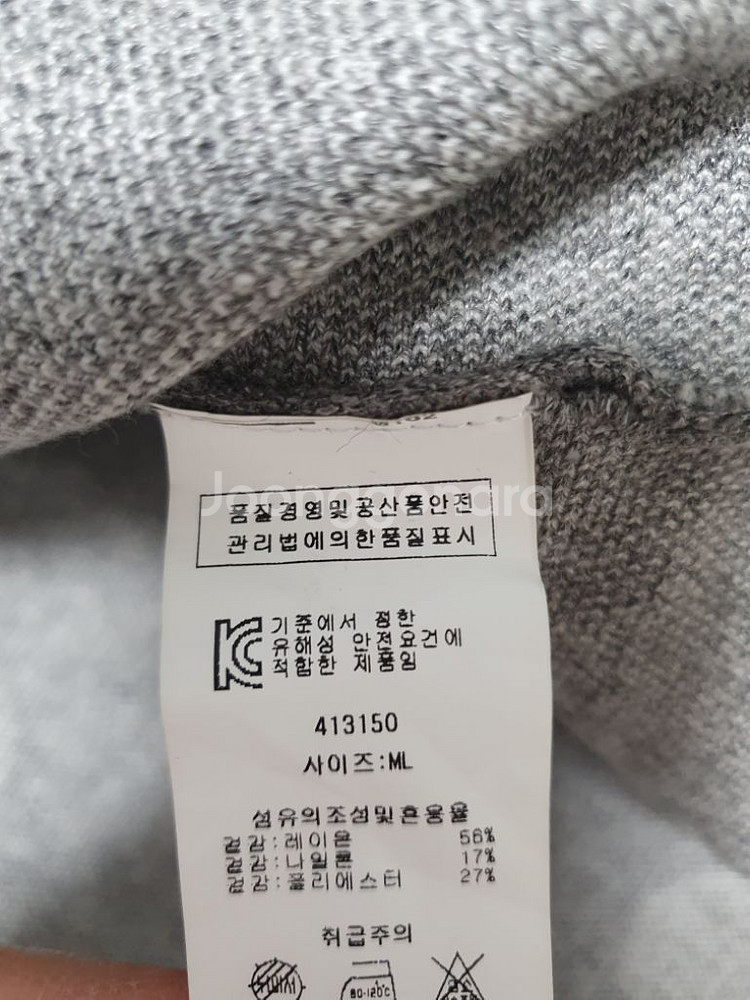 Joonggonara
품질경영및공산품안전
관리법에의한품질표시
KC
기준에서 정한
유해성 안전요건에
적합한 제품임
413150
사이즈:ML
섬유의조성및혼용율
겉감:레이온 56%
겉감:나일론 17%
겉감:폴리에스터 27%
취급주의
80-120℃